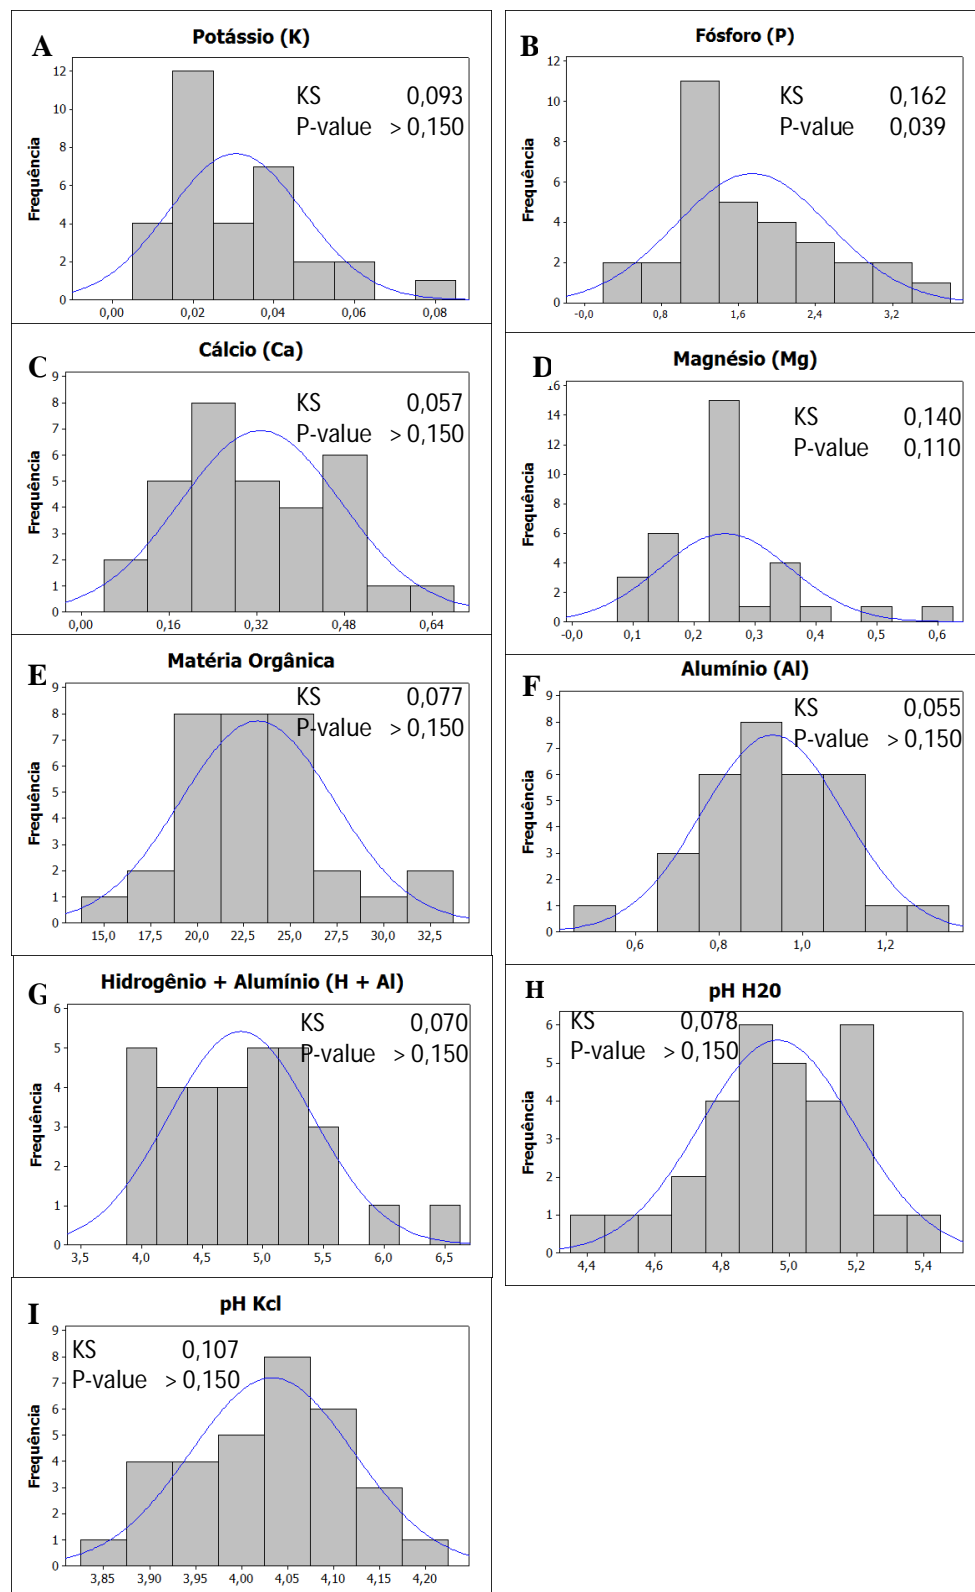 A
Potássio (K)
KS 0,093
P-value > 0,150
Frequência
12
10
8
6
4
2
0
0,00 0,02 0,04 0,06 0,08
B
Fósforo (P)
KS 0,162
P-value 0,039
Frequência
12
10
8
6
4
2
0
-0,0 0,8 1,6 2,4 3,2
C
Cálcio (Ca)
KS 0,057
P-value > 0,150
Frequência
9
8
7
6
5
4
3
2
1
0
0,00 0,16 0,32 0,48 0,64
D
Magnésio (Mg)
KS 0,140
P-value 0,110
Frequência
16
14
12
10
8
6
4
2
0
-0,0 0,1 0,2 0,3 0,4 0,5 0,6
E
Matéria Orgânica
KS 0,077
P-value > 0,150
Frequência
9
8
7
6
5
4
3
2
1
0
15,0 17,5 20,0 22,5 25,0 27,5 30,0 32,5
F
Alumínio (Al)
KS 0,055
P-value > 0,150
Frequência
9
8
7
6
5
4
3
2
1
0
0,6 0,8 1,0 1,2
G
Hidrogênio + Alumínio (H + Al)
KS 0,070
P-value > 0,150
Frequência
6
5
4
3
2
1
0
3,5 4,0 4,5 5,0 5,5 6,0 6,5
H
pH H20
KS 0,078
P-value > 0,150
Frequência
6
5
4
3
2
1
0
4,4 4,6 4,8 5,0 5,2 5,4
I
pH Kcl
KS 0,107
P-value > 0,150
Frequência
9
8
7
6
5
4
3
2
1
0
3,85 3,90 3,95 4,00 4,05 4,10 4,15 4,20